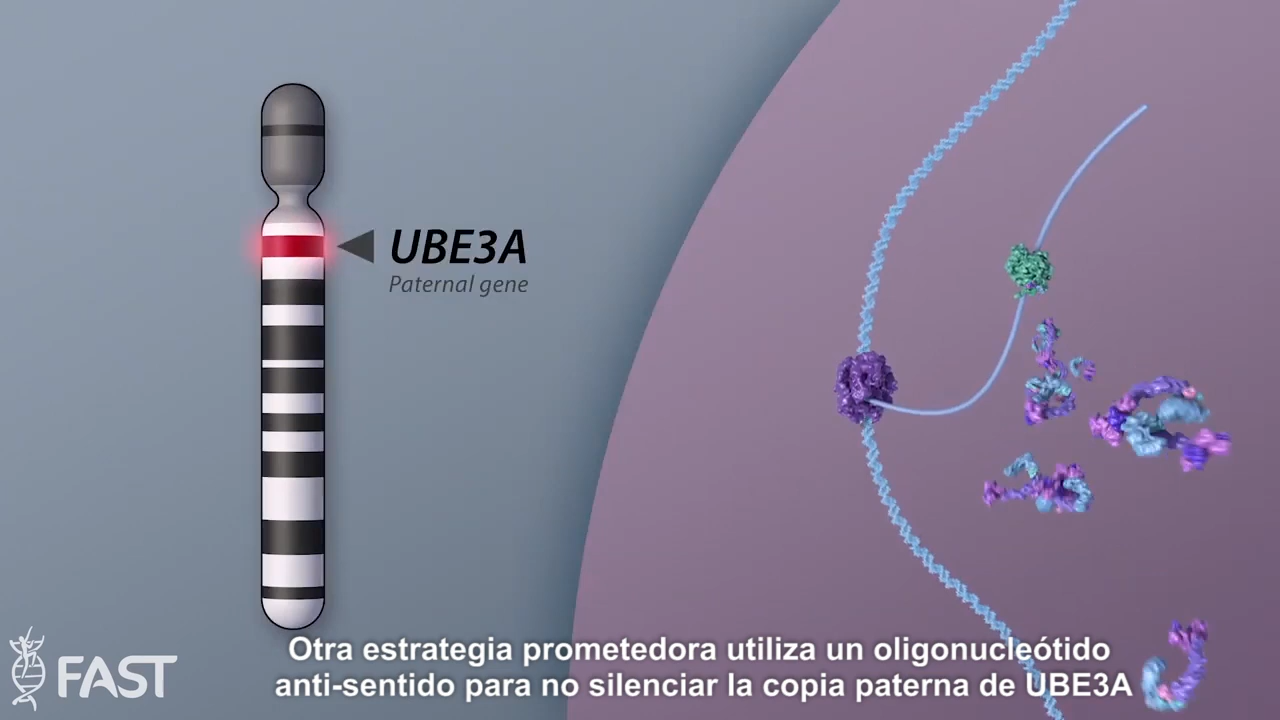 UBE3A
Paternal gene
FAST
Otra estrategia prometedora utiliza un oligonucleótido
anti-sentido para no silenciar la copia paterna de UBE3A